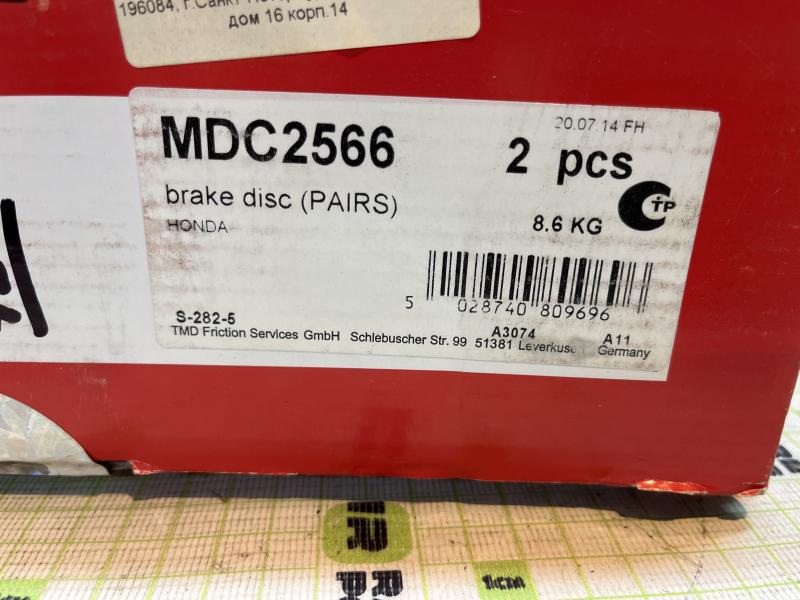 196084, г.Санкт
дом 16 корп.14
20.07.14 FH
MDC2566 2 pcs
brake disc (PAIRS)
HONDA 8.6 KG
TP
5 028740 809696
S-282-5 A3074 A11
TMD Friction Services GmbH Schlebuscher Str. 99 51381 Leverkusen Germany
1cm